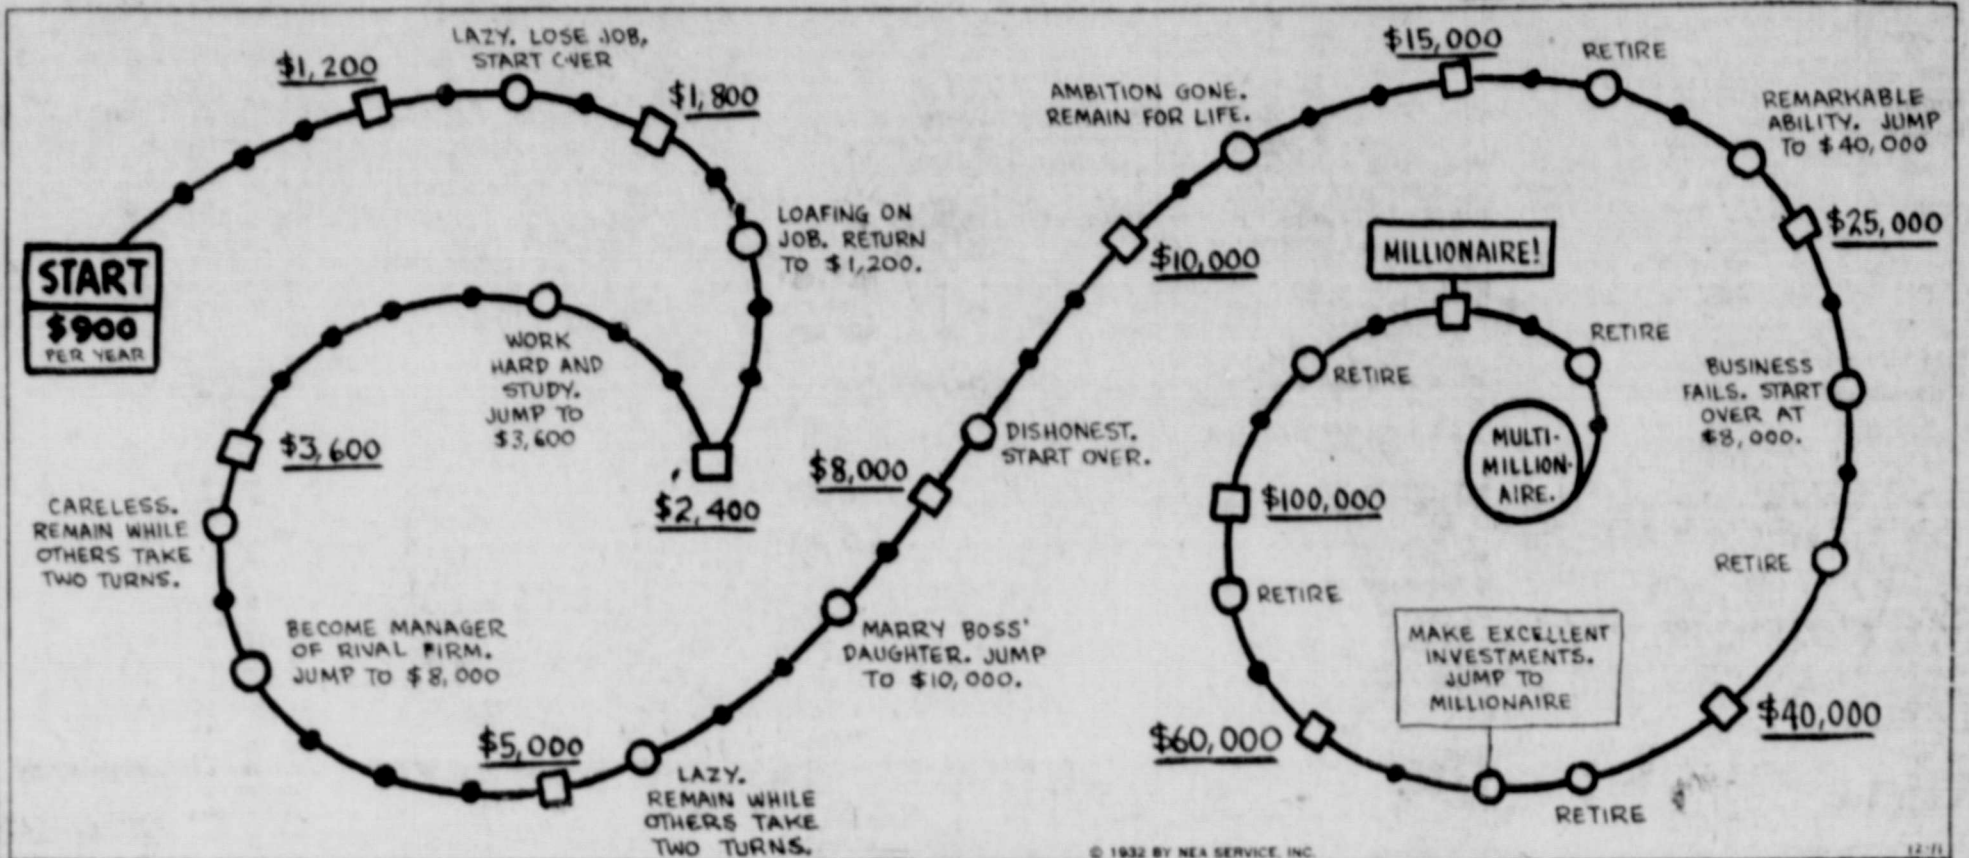 START
$900
PER YEAR
$1,200
LAZY. LOSE JOB,
START OVER
$1,800
LOAFING ON
JOB. RETURN
TO $1,200.
$2,400
WORK
HARD AND
STUDY.
JUMP TO
$3,600
$3,600
CARELESS.
REMAIN WHILE
OTHERS TAKE
TWO TURNS.
BECOME MANAGER
OF RIVAL FIRM.
JUMP TO $8,000
$5,000
LAZY.
REMAIN WHILE
OTHERS TAKE
TWO TURNS.
MARRY BOSS'
DAUGHTER. JUMP
TO $10,000.
$8,000
DISHONEST.
START OVER.
$10,000
AMBITION GONE.
REMAIN FOR LIFE.
$15,000
RETIRE
REMARKABLE
ABILITY. JUMP
TO $40,000
$25,000
BUSINESS
FAILS. START
OVER AT
$8,000.
RETIRE
$40,000
RETIRE
MAKE EXCELLENT
INVESTMENTS.
JUMP TO
MILLIONAIRE
$60,000
RETIRE
$100,000
RETIRE
MILLIONAIRE!
RETIRE
MULTI-
MILLION-
AIRE.
© 1932 BY NEA SERVICE, INC.